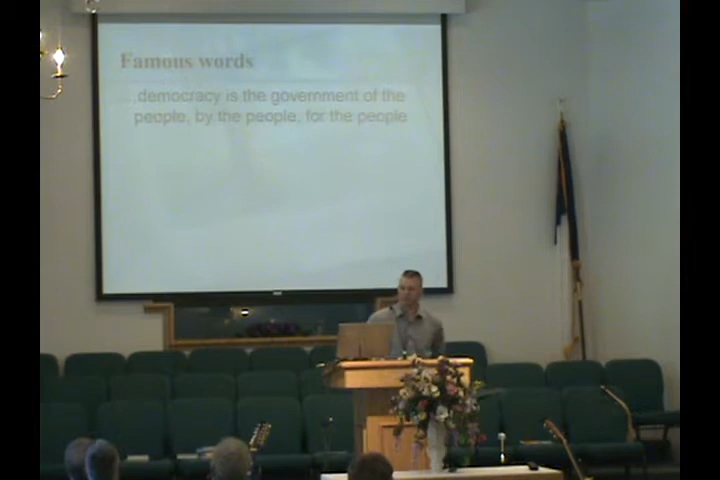 Famous words
...democracy is the government of the
people, by the people, for the people